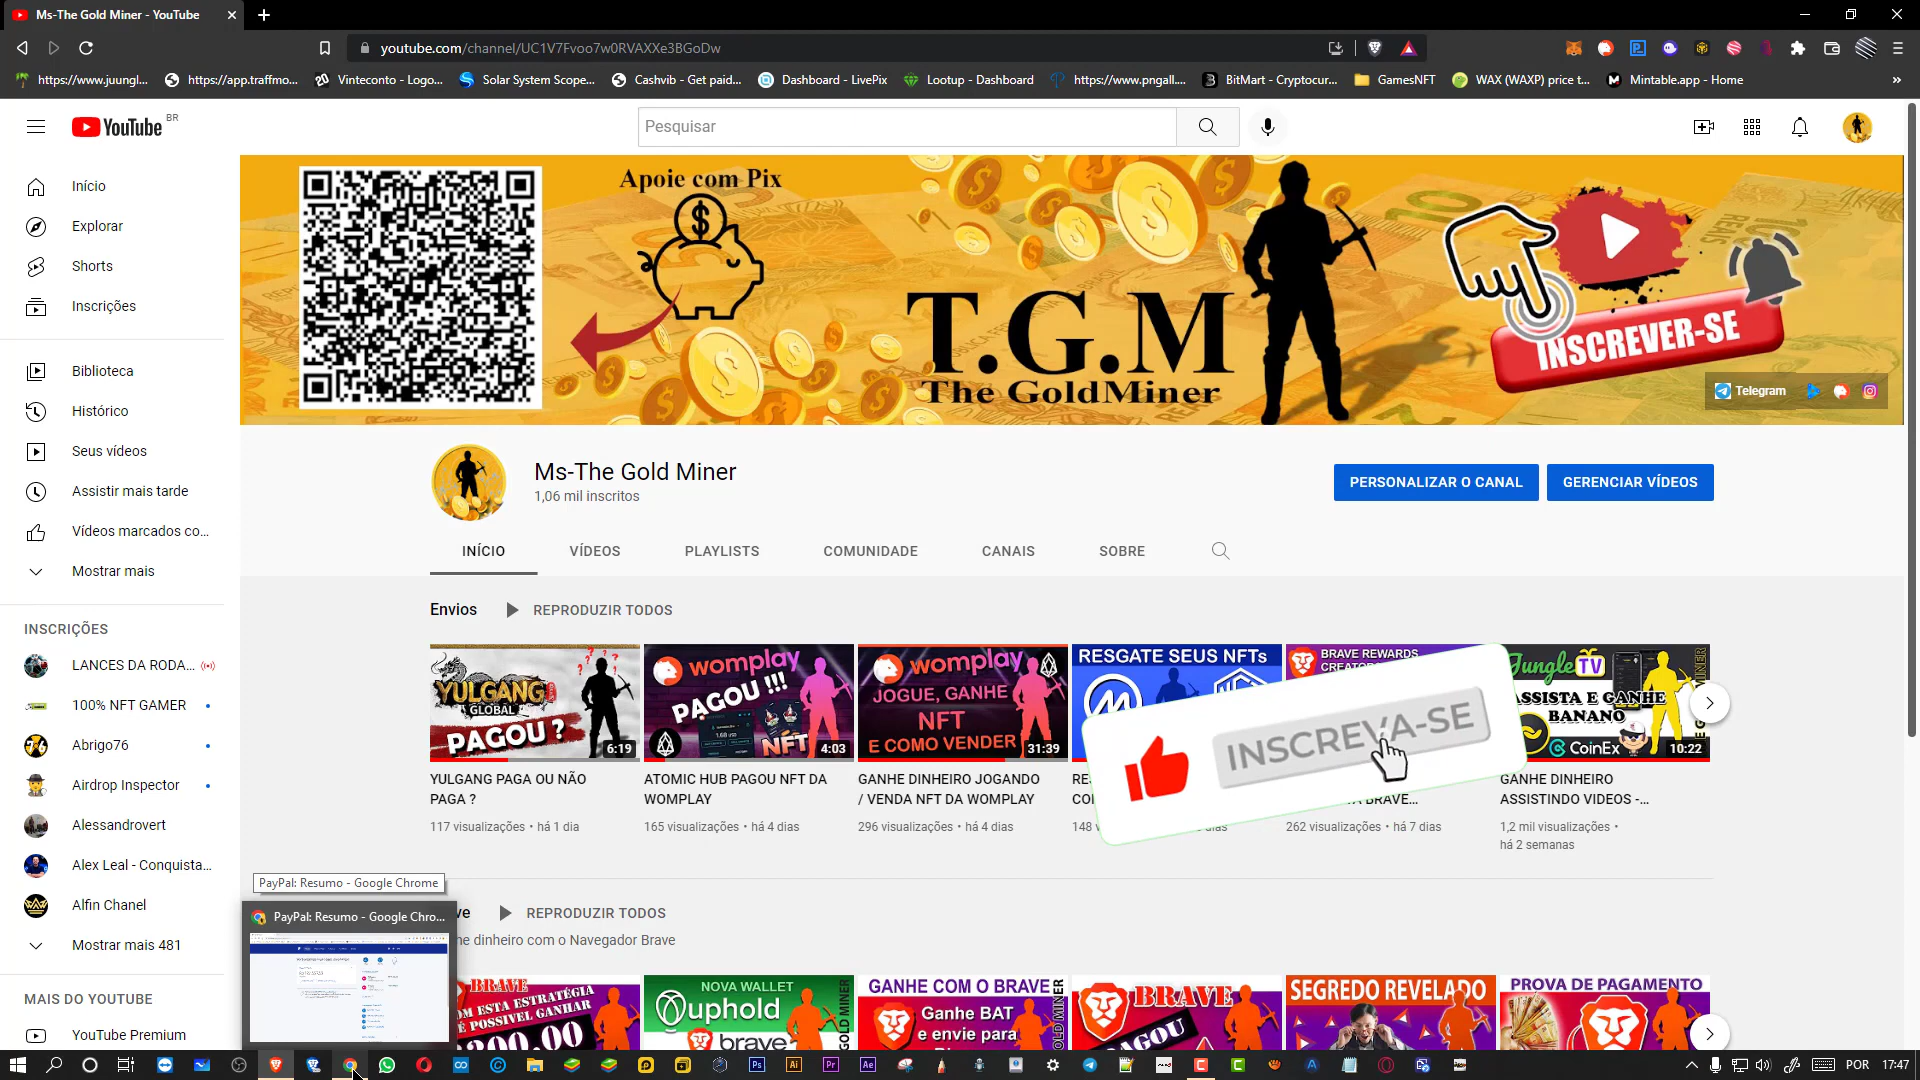 Ms-The Gold Miner - YouTube
youtube.com/channel/UC1V7Fvoo7w0RVAXXe3BGoDw
https://www.juungl...
https://app.traffmo...
Vinteconto - Logo...
Solar System Scope...
Cashvib - Get paid...
Dashboard - LivePix
Lootup - Dashboard
https://www.pngall....
BitMart - Cryptocur...
GamesNFT
WAX (WAXP) price t...
Mintable.app - Home
YouTube BR
Pesquisar
Início
Explorar
Shorts
Inscrições
Biblioteca
Histórico
Seus vídeos
Assistir mais tarde
Vídeos marcados co...
Mostrar mais
INSCRIÇÕES
LANCES DA RODA...
100% NFT GAMER
Abrigo76
Airdrop Inspector
Alessandrovert
Alex Leal - Conquista...
Alfin Chanel
Mostrar mais 481
MAIS DO YOUTUBE
YouTube Premium
Apoie com Pix
T.G.M
The GoldMiner
INSCREVER-SE
Telegram
Ms-The Gold Miner
1,06 mil inscritos
PERSONALIZAR O CANAL
GERENCIAR VÍDEOS
INÍCIO
VÍDEOS
PLAYLISTS
COMUNIDADE
CANAIS
SOBRE
Envios
REPRODUZIR TODOS
YULGANG
GLOBAL
PAGOU ?
6:19
YULGANG PAGA OU NÃO
PAGA ?
117 visualizações • há 1 dia
womplay
PAGOU !!!
NFT
4:03
ATOMIC HUB PAGOU NFT DA
WOMPLAY
165 visualizações • há 4 dias
womplay
JOGUE, GANHE
NFT
E COMO VENDER
31:39
GANHE DINHEIRO JOGANDO
/ VENDA NFT DA WOMPLAY
296 visualizações • há 4 dias
RESGATE SEUS NFTs
148
BRAVE REWARDS
262 visualizações • há 7 dias
INSCREVA-SE
JungleTV
ASSISTA E GANHE
BANANO
CoinEx
10:22
GANHE DINHEIRO
ASSISTINDO VIDEOS -...
1,2 mil visualizações •
há 2 semanas
REPRODUZIR TODOS
dinheiro com o Navegador Brave
PayPal: Resumo - Google Chrome
PayPal: Resumo - Google Chro...
BRAVE
ESTA ESTRATÉGIA
POSSIVEL GANHAR
NOVA WALLET
uphold
brave
GANHE COM O BRAVE
Ganhe BAT
e envie para
BRAVE
PAGOU
SEGREDO REVELADO
PROVA DE PAGAMENTO
POR
17:47